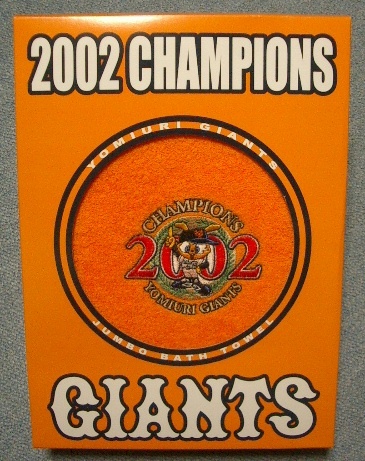 2002 CHAMPIONS
YOMIURI GIANTS
CHAMPIONS
2002
YOMIURI GIANTS
JUMBO BATH TOWEL
GIANTS